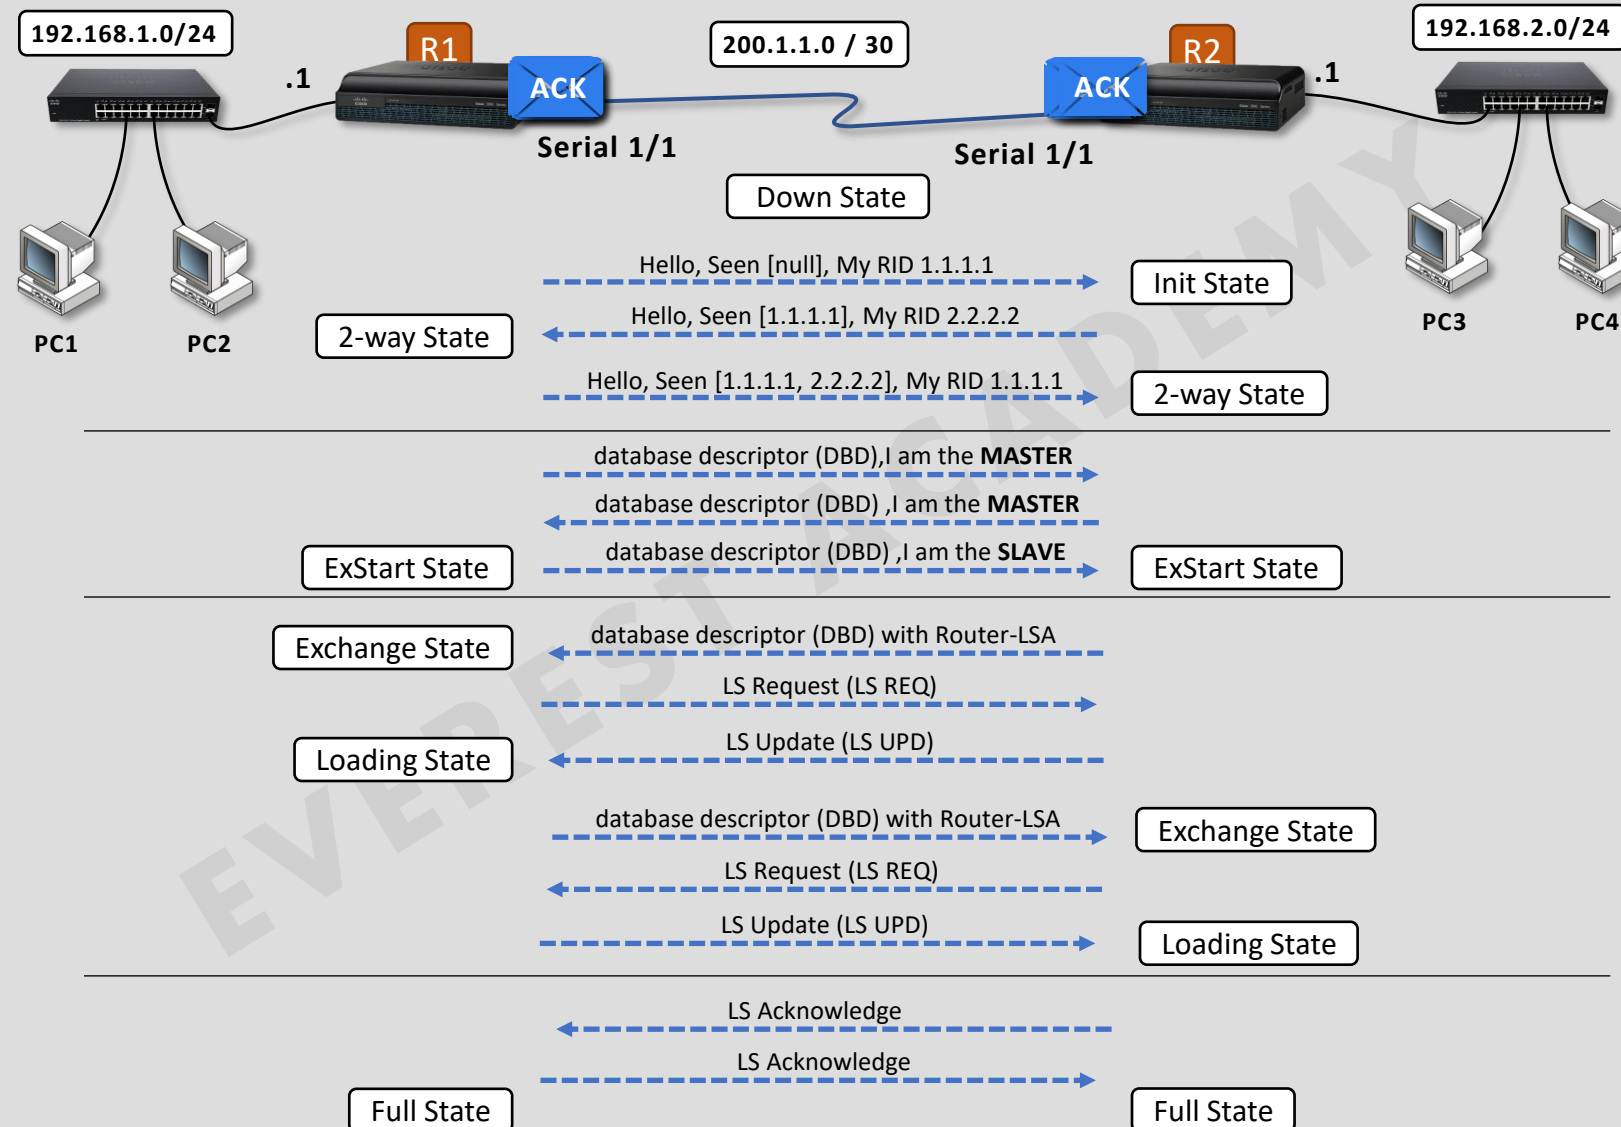 192.168.1.0/24
R1
200.1.1.0 / 30
R2
192.168.2.0/24
.1
ACK
ACK
.1
Serial 1/1
Serial 1/1
Down State
Hello, Seen [null], My RID 1.1.1.1
Init State
Hello, Seen [1.1.1.1], My RID 2.2.2.2
2-way State
PC1
PC2
PC3
PC4
Hello, Seen [1.1.1.1, 2.2.2.2], My RID 1.1.1.1
2-way State
database descriptor (DBD),I am the MASTER
database descriptor (DBD) ,I am the MASTER
database descriptor (DBD) ,I am the SLAVE
ExStart State
ExStart State
database descriptor (DBD) with Router-LSA
Exchange State
LS Request (LS REQ)
LS Update (LS UPD)
Loading State
database descriptor (DBD) with Router-LSA
Exchange State
LS Request (LS REQ)
LS Update (LS UPD)
Loading State
LS Acknowledge
LS Acknowledge
Full State
Full State
EVEREST ACADEMY